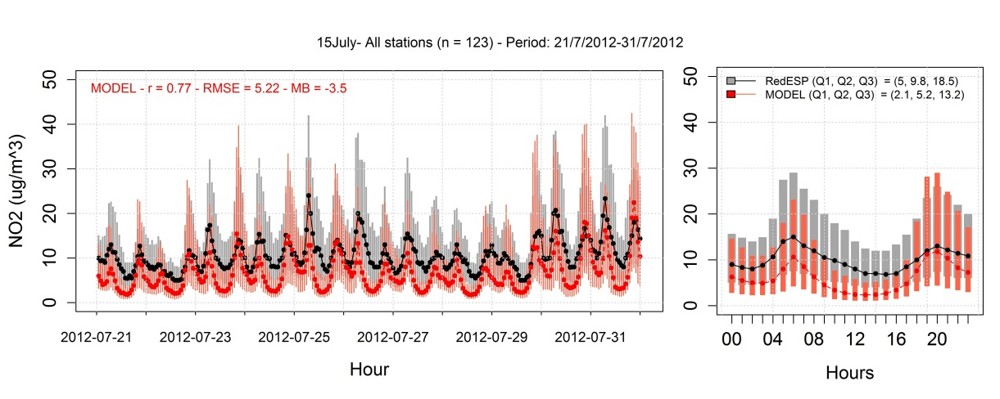 15July- All stations (n = 123) - Period: 21/7/2012-31/7/2012
MODEL - r = 0.77 - RMSE = 5.22 - MB = -3.5
NO2 (ug/m^3)
50
40
30
20
10
0
2012-07-21 2012-07-23 2012-07-25 2012-07-27 2012-07-29 2012-07-31
Hour
RedESP (Q1, Q2, Q3) = (5, 9.8, 18.5)
MODEL (Q1, Q2, Q3) = (2.1, 5.2, 13.2)
50
40
30
20
10
0
00 04 08 12 16 20
Hours